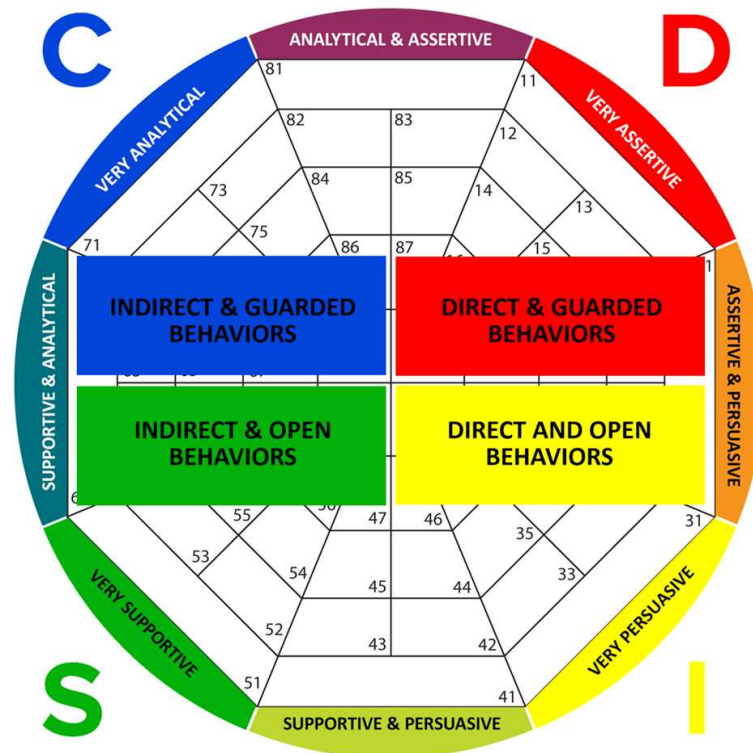 C
D
ANALYTICAL & ASSERTIVE
VERY ANALYTICAL
VERY ASSERTIVE
81
11
82
83
12
84
85
14
73
13
75
15
86
87
71
1
INDIRECT & GUARDED
BEHAVIORS
DIRECT & GUARDED
BEHAVIORS
SUPPORTIVE & ANALYTICAL
ASSERTIVE & PERSUASIVE
INDIRECT & OPEN
BEHAVIORS
DIRECT AND OPEN
BEHAVIORS
6
55
47
46
31
35
53
54
45
44
33
52
43
42
51
41
VERY SUPPORTIVE
VERY PERSUASIVE
SUPPORTIVE & PERSUASIVE
S
I